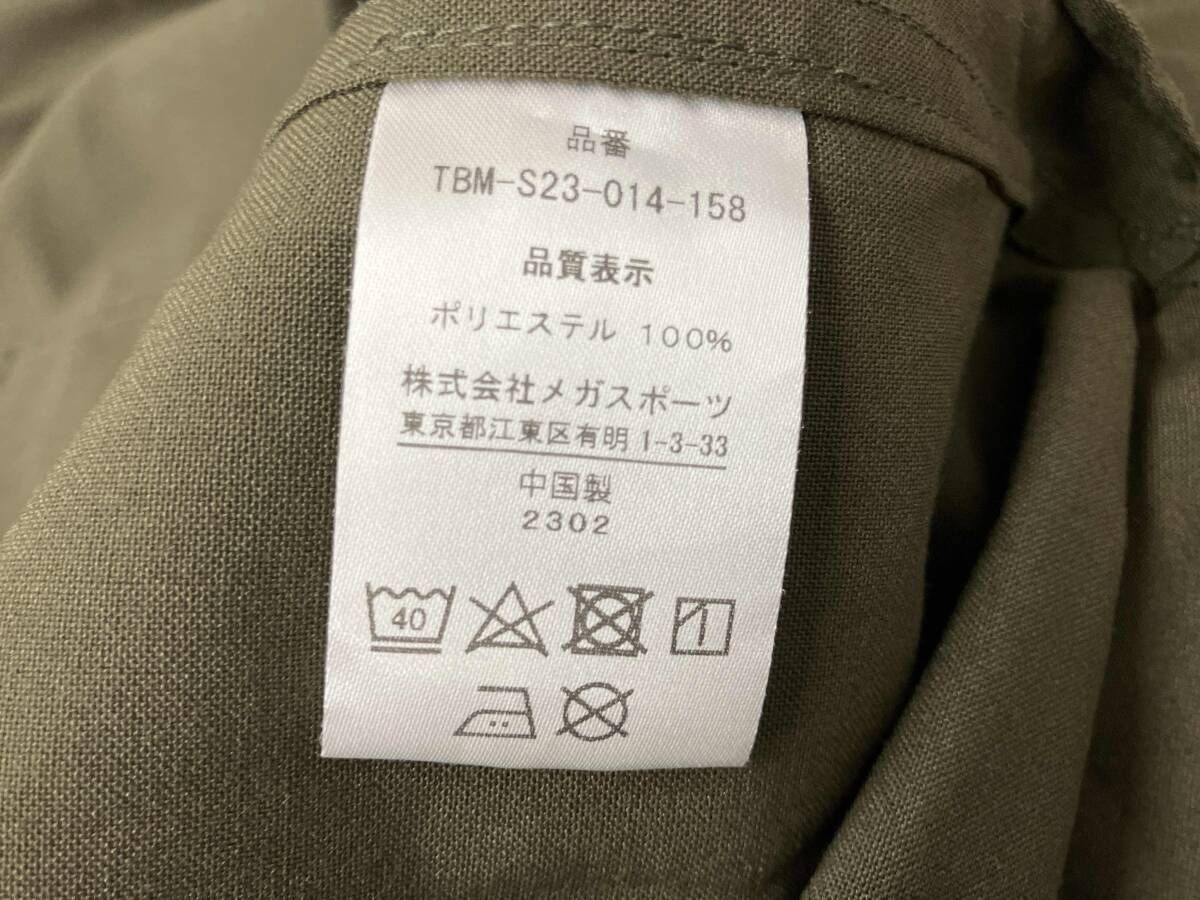 品番
TBM-S23-014-158
品質表示
ポリエステル 100%
株式会社メガスポーツ
東京都江東区有明1-3-33
中国製
2302
40